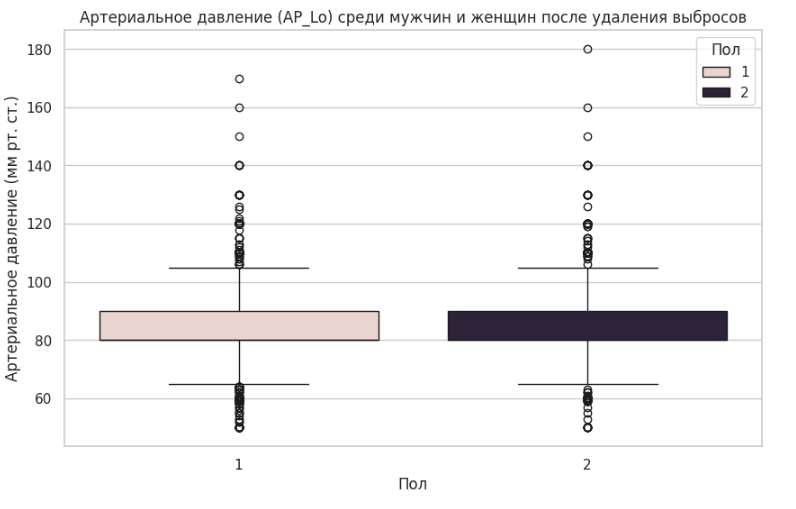 Артериальное давление (AP_Lo) среди мужчин и женщин после удаления выбросов
Артериальное давление (мм рт. ст.)
180
160
140
120
100
80
60
Пол
1
2
1
2
Пол